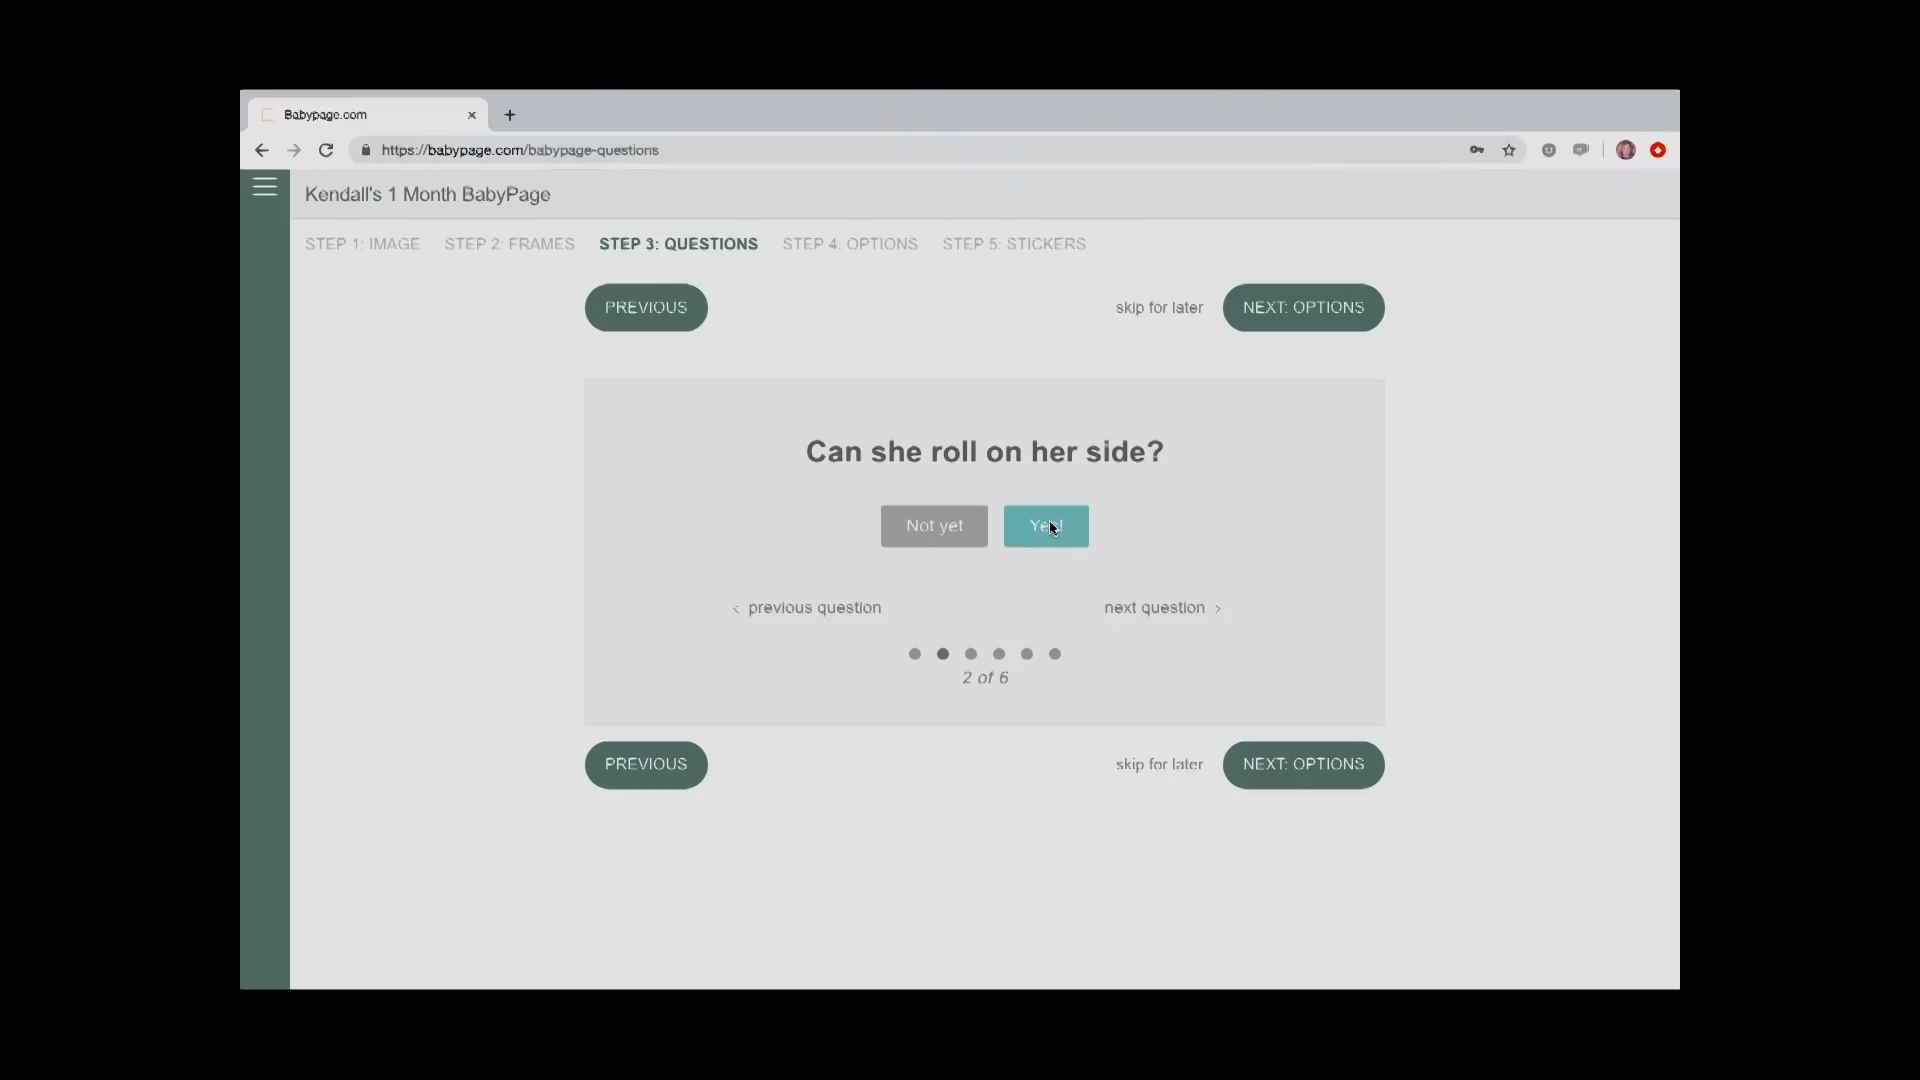 Babypage.com
https://babypage.com/babypage-questions
Kendall's 1 Month BabyPage
STEP 1: IMAGE STEP 2: FRAMES STEP 3: QUESTIONS STEP 4: OPTIONS STEP 5: STICKERS
PREVIOUS skip for later NEXT: OPTIONS
Can she roll on her side?
Not yet Yes!
‹ previous question next question ›
2 of 6
PREVIOUS skip for later NEXT: OPTIONS